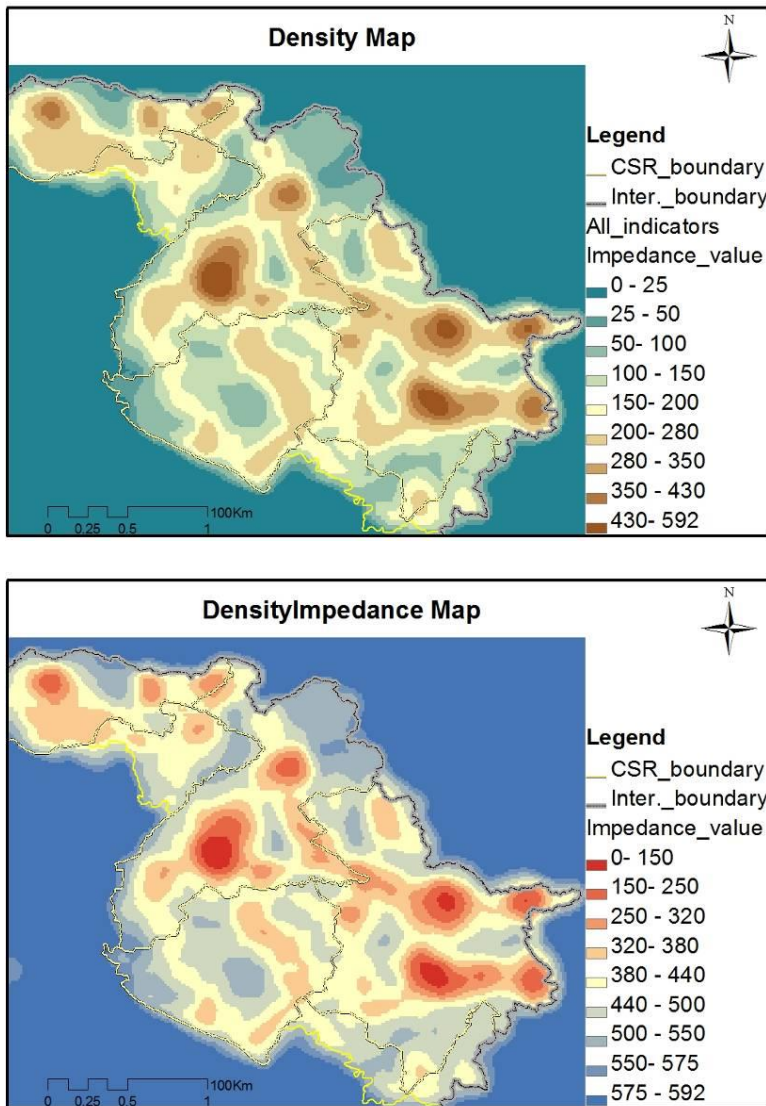 Density Map
N
Legend
CSR_boundary
Inter._boundary
All_indicators
Impedance_value
0 - 25
25 - 50
50- 100
100 - 150
150- 200
200- 280
280 - 350
350 - 430
430- 592
100Km
0 0.25 0.5 1
DensityImpedance Map
N
Legend
CSR_boundary
Inter._boundary
Impedance_value
0- 150
150- 250
250 - 320
320- 380
380 - 440
440 - 500
500 - 550
550- 575
575 - 592
100Km
0 0.25 0.5 1